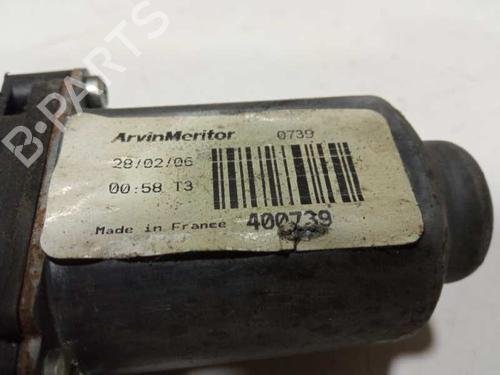 ArvinMeritor 0739
28/02/06
00:58 T3
Made in France 400739
B-PARTS